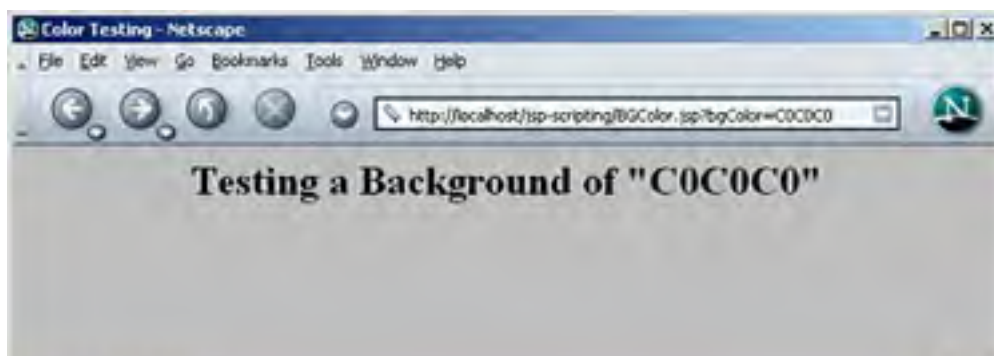 Color Testing - Netscape
File Edit View Go Bookmarks Tools Window Help
http://localhost/jsp-scripting/BGColor.jsp?bgColor=C0C0C0
N
Testing a Background of "C0C0C0"